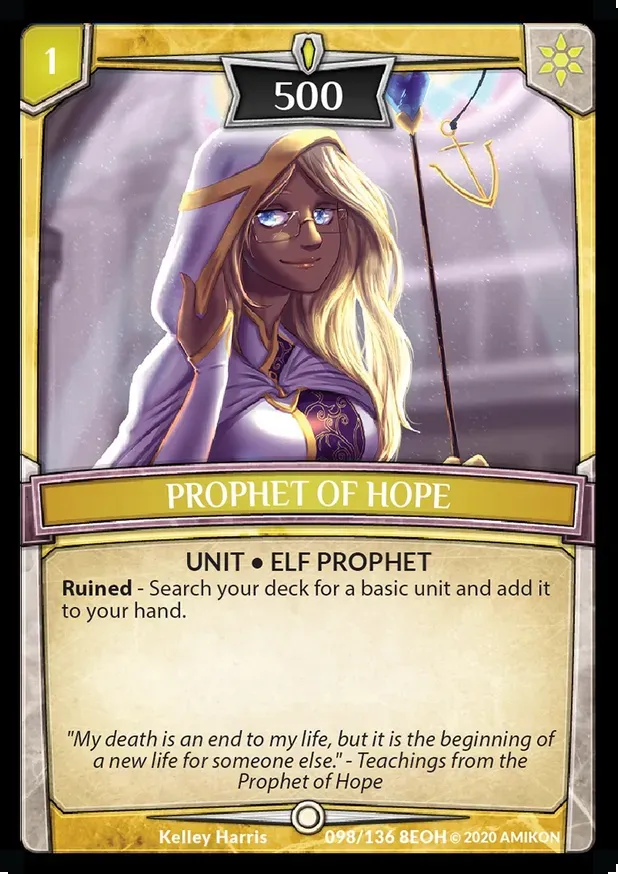 1
500
PROPHET OF HOPE
UNIT • ELF PROPHET
Ruined - Search your deck for a basic unit and add it
to your hand.
"My death is an end to my life, but it is the beginning of
a new life for someone else." - Teachings from the
Prophet of Hope
Kelley Harris 098/136 8EOH © 2020 AMIKON